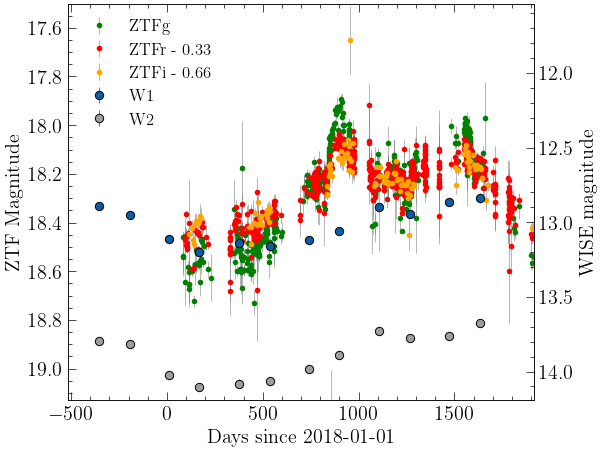 ZTFg
ZTFr - 0.33
ZTFi - 0.66
W1
W2
17.6
17.8
18.0
18.2
18.4
18.6
18.8
19.0
ZTF Magnitude
12.0
12.5
13.0
13.5
14.0
WISE magnitude
−500
0
500
1000
1500
Days since 2018-01-01